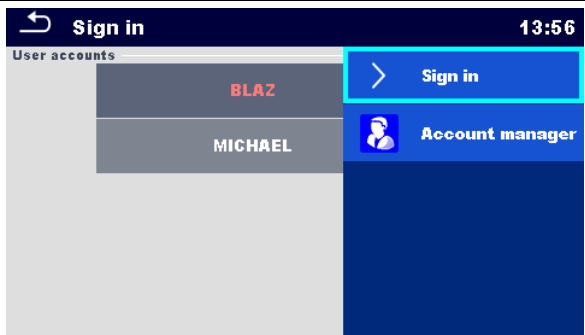 Sign in
13:56
User accounts
BLAZ
MICHAEL
Sign in
Account manager